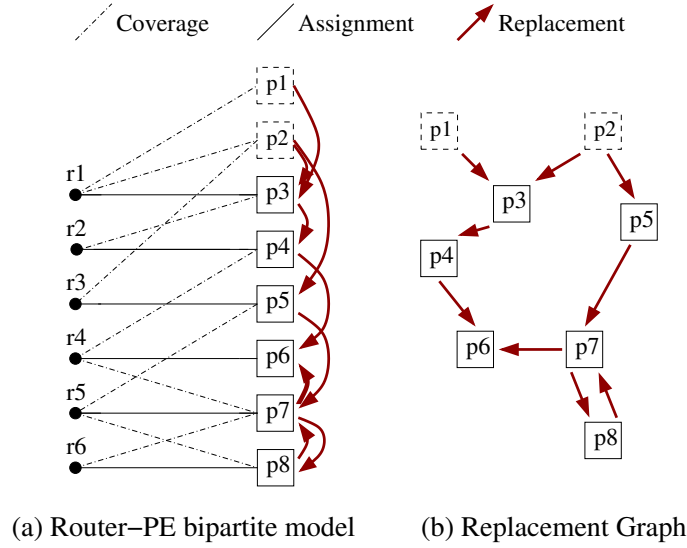 Coverage Assignment Replacement
p1
p2
p3
p4
p5
p6
p7
p8
r1
r2
r3
r4
r5
r6
p1 p2
p3 p5
p4
p6 p7
p8
(a) Router–PE bipartite model (b) Replacement Graph